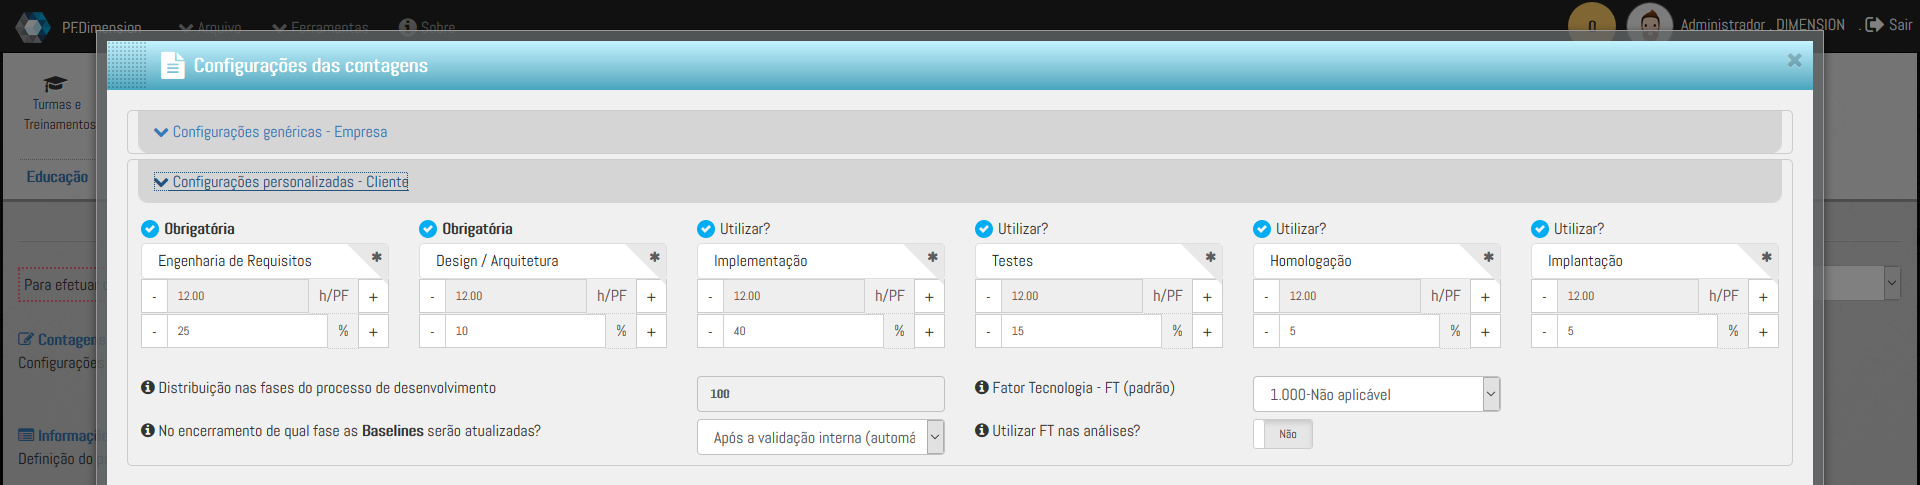 PF.Dimension Arquivo Ferramentas Sobre 0 Administrador . DIMENSION . Sair
Configurações das contagens
Turmas e
Treinamentos
Educação
Configurações genéricas - Empresa
Configurações personalizadas - Cliente
Obrigatória Obrigatória Utilizar? Utilizar? Utilizar? Utilizar?
Engenharia de Requisitos * Design / Arquitetura * Implementação * Testes * Homologação * Implantação *
- 12.00 h/PF + - 12.00 h/PF + - 12.00 h/PF + - 12.00 h/PF + - 12.00 h/PF + - 12.00 h/PF +
- 25 % + - 10 % + - 40 % + - 15 % + - 5 % + - 5 % +
Para efetuar
Contagens
Configurações
Distribuição nas fases do processo de desenvolvimento 100 Fator Tecnologia - FT (padrão) 1.000-Não aplicável
No encerramento de qual fase as Baselines serão atualizadas? Após a validação interna (automá Utilizar FT nas análises? Não
Definição do